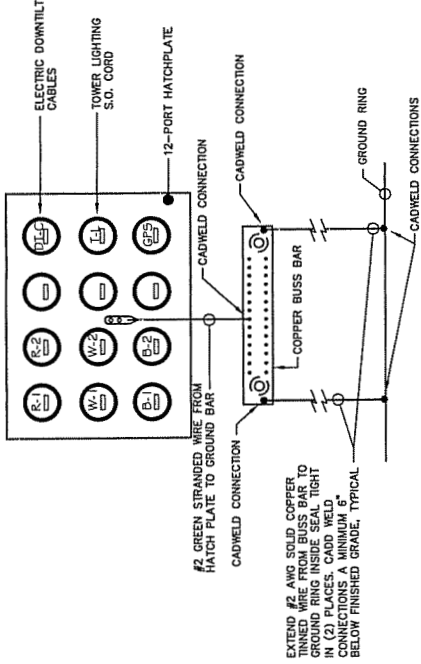 ELECTRIC DOWNTILT
CABLES
TOWER LIGHTING
S.O. CORD
12-PORT HATCHPLATE
R-1
R-2
DT-C
W-1
W-2
T-L
B-1
B-2
GPS
#2 GREEN STRANDED WIRE FROM
HATCH PLATE TO GROUND BAR
CADWELD CONNECTION
CADWELD CONNECTION
CADWELD CONNECTION
COPPER BUSS BAR
EXTEND #2 AWG SOLID COPPER
TINNED WIRE FROM BUSS BAR TO
GROUND RING INSIDE SEAL TIGHT
IN (2) PLACES. CADD WELD
CONNECTIONS A MINIMUM 6"
BELOW FINISHED GRADE, TYPICAL
GROUND RING
CADWELD CONNECTIONS